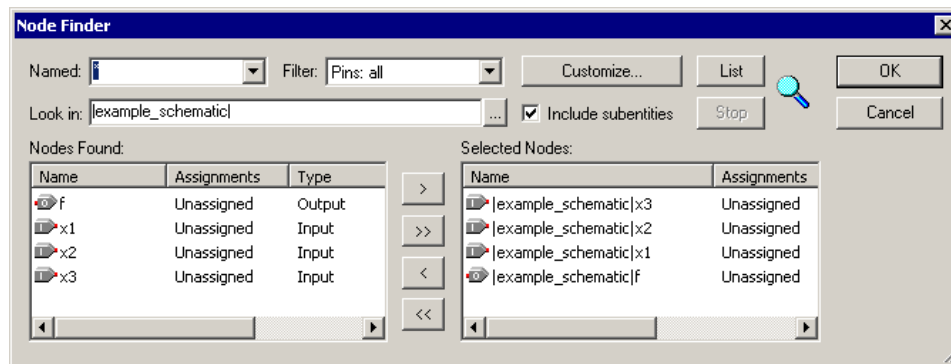 Node Finder
Named: * Filter: Pins: all Customize... List OK
Look in: |example_schematic| ... Include subentities Stop Cancel
Nodes Found: Selected Nodes:
Name Assignments Type Name Assignments
f Unassigned Output > |example_schematic|x3 Unassigned
x1 Unassigned Input >> |example_schematic|x2 Unassigned
x2 Unassigned Input < |example_schematic|x1 Unassigned
x3 Unassigned Input << |example_schematic|f Unassigned